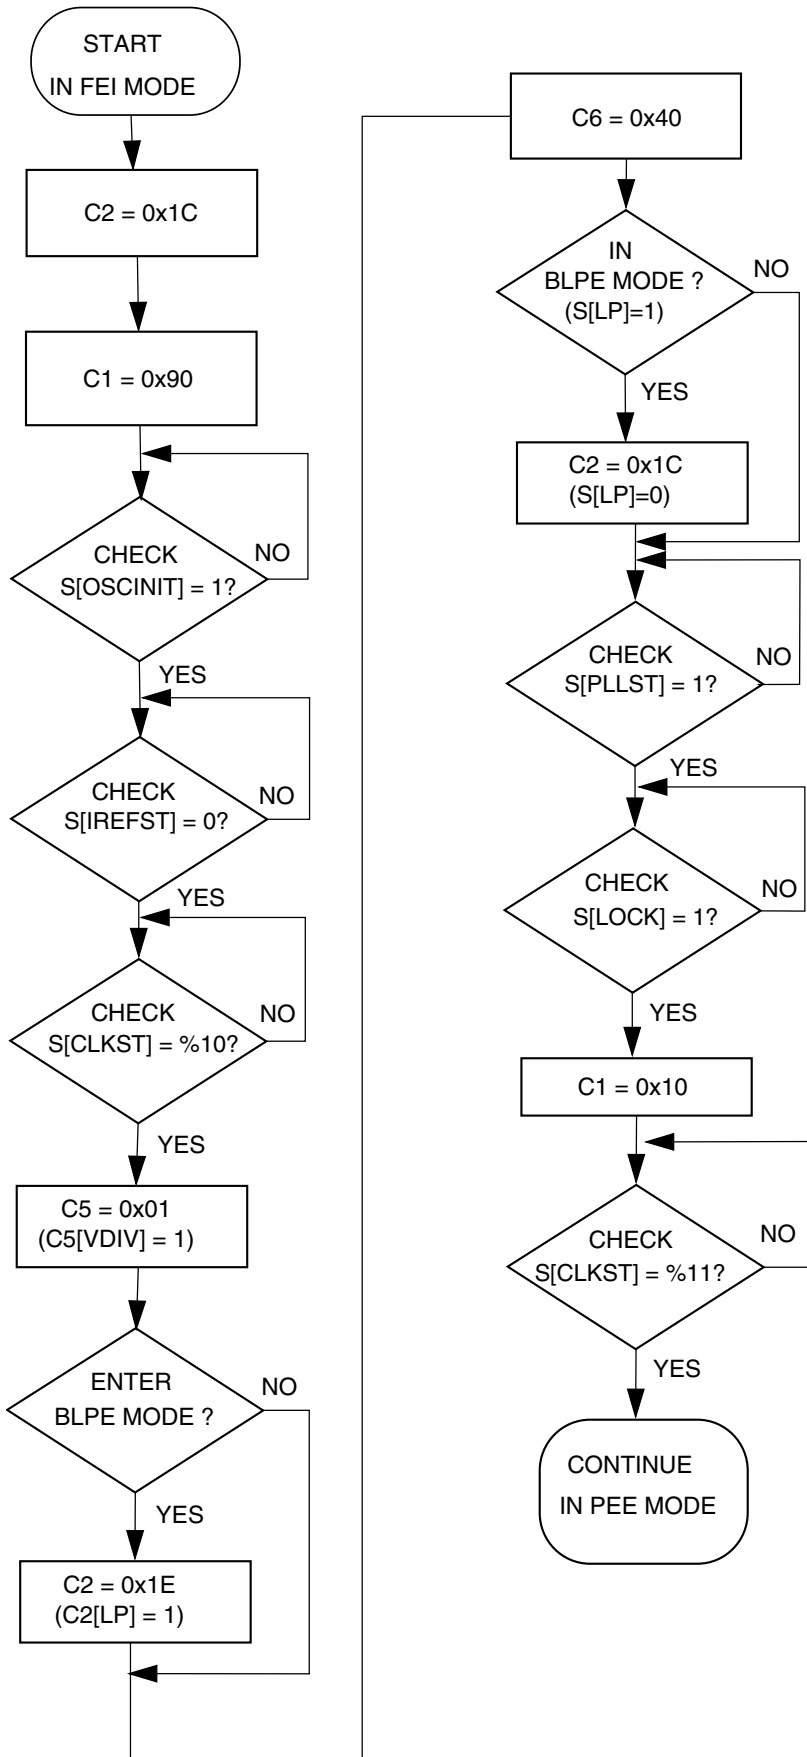 START
IN FEI MODE
C2 = 0x1C
C1 = 0x90
CHECK
S[OSCINIT] = 1?
NO
YES
CHECK
S[IREFST] = 0?
NO
YES
CHECK
S[CLKST] = %10?
NO
YES
C5 = 0x01
(C5[VDIV] = 1)
ENTER
BLPE MODE ?
NO
YES
C2 = 0x1E
(C2[LP] = 1)
C6 = 0x40
IN
BLPE MODE ?
(S[LP]=1)
NO
YES
C2 = 0x1C
(S[LP]=0)
CHECK
S[PLLST] = 1?
NO
YES
CHECK
S[LOCK] = 1?
NO
YES
C1 = 0x10
CHECK
S[CLKST] = %11?
NO
YES
CONTINUE
IN PEE MODE